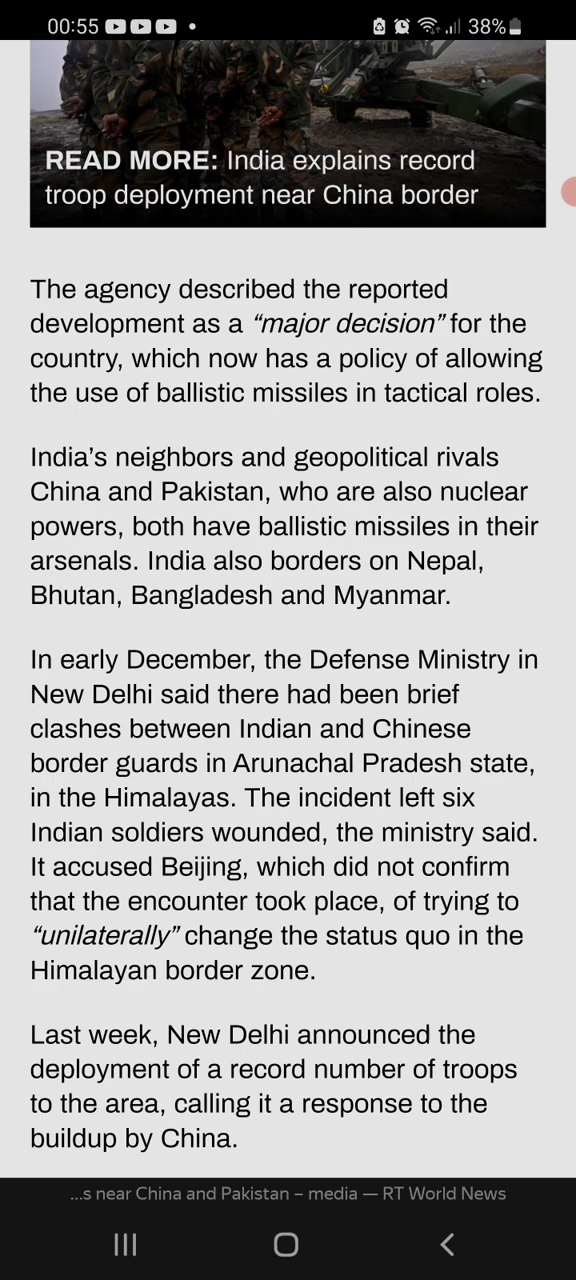 00:55
38%
READ MORE: India explains record
troop deployment near China border
The agency described the reported
development as a “major decision” for the
country, which now has a policy of allowing
the use of ballistic missiles in tactical roles.
India’s neighbors and geopolitical rivals
China and Pakistan, who are also nuclear
powers, both have ballistic missiles in their
arsenals. India also borders on Nepal,
Bhutan, Bangladesh and Myanmar.
In early December, the Defense Ministry in
New Delhi said there had been brief
clashes between Indian and Chinese
border guards in Arunachal Pradesh state,
in the Himalayas. The incident left six
Indian soldiers wounded, the ministry said.
It accused Beijing, which did not confirm
that the encounter took place, of trying to
“unilaterally” change the status quo in the
Himalayan border zone.
Last week, New Delhi announced the
deployment of a record number of troops
to the area, calling it a response to the
buildup by China.
...s near China and Pakistan – media — RT World News